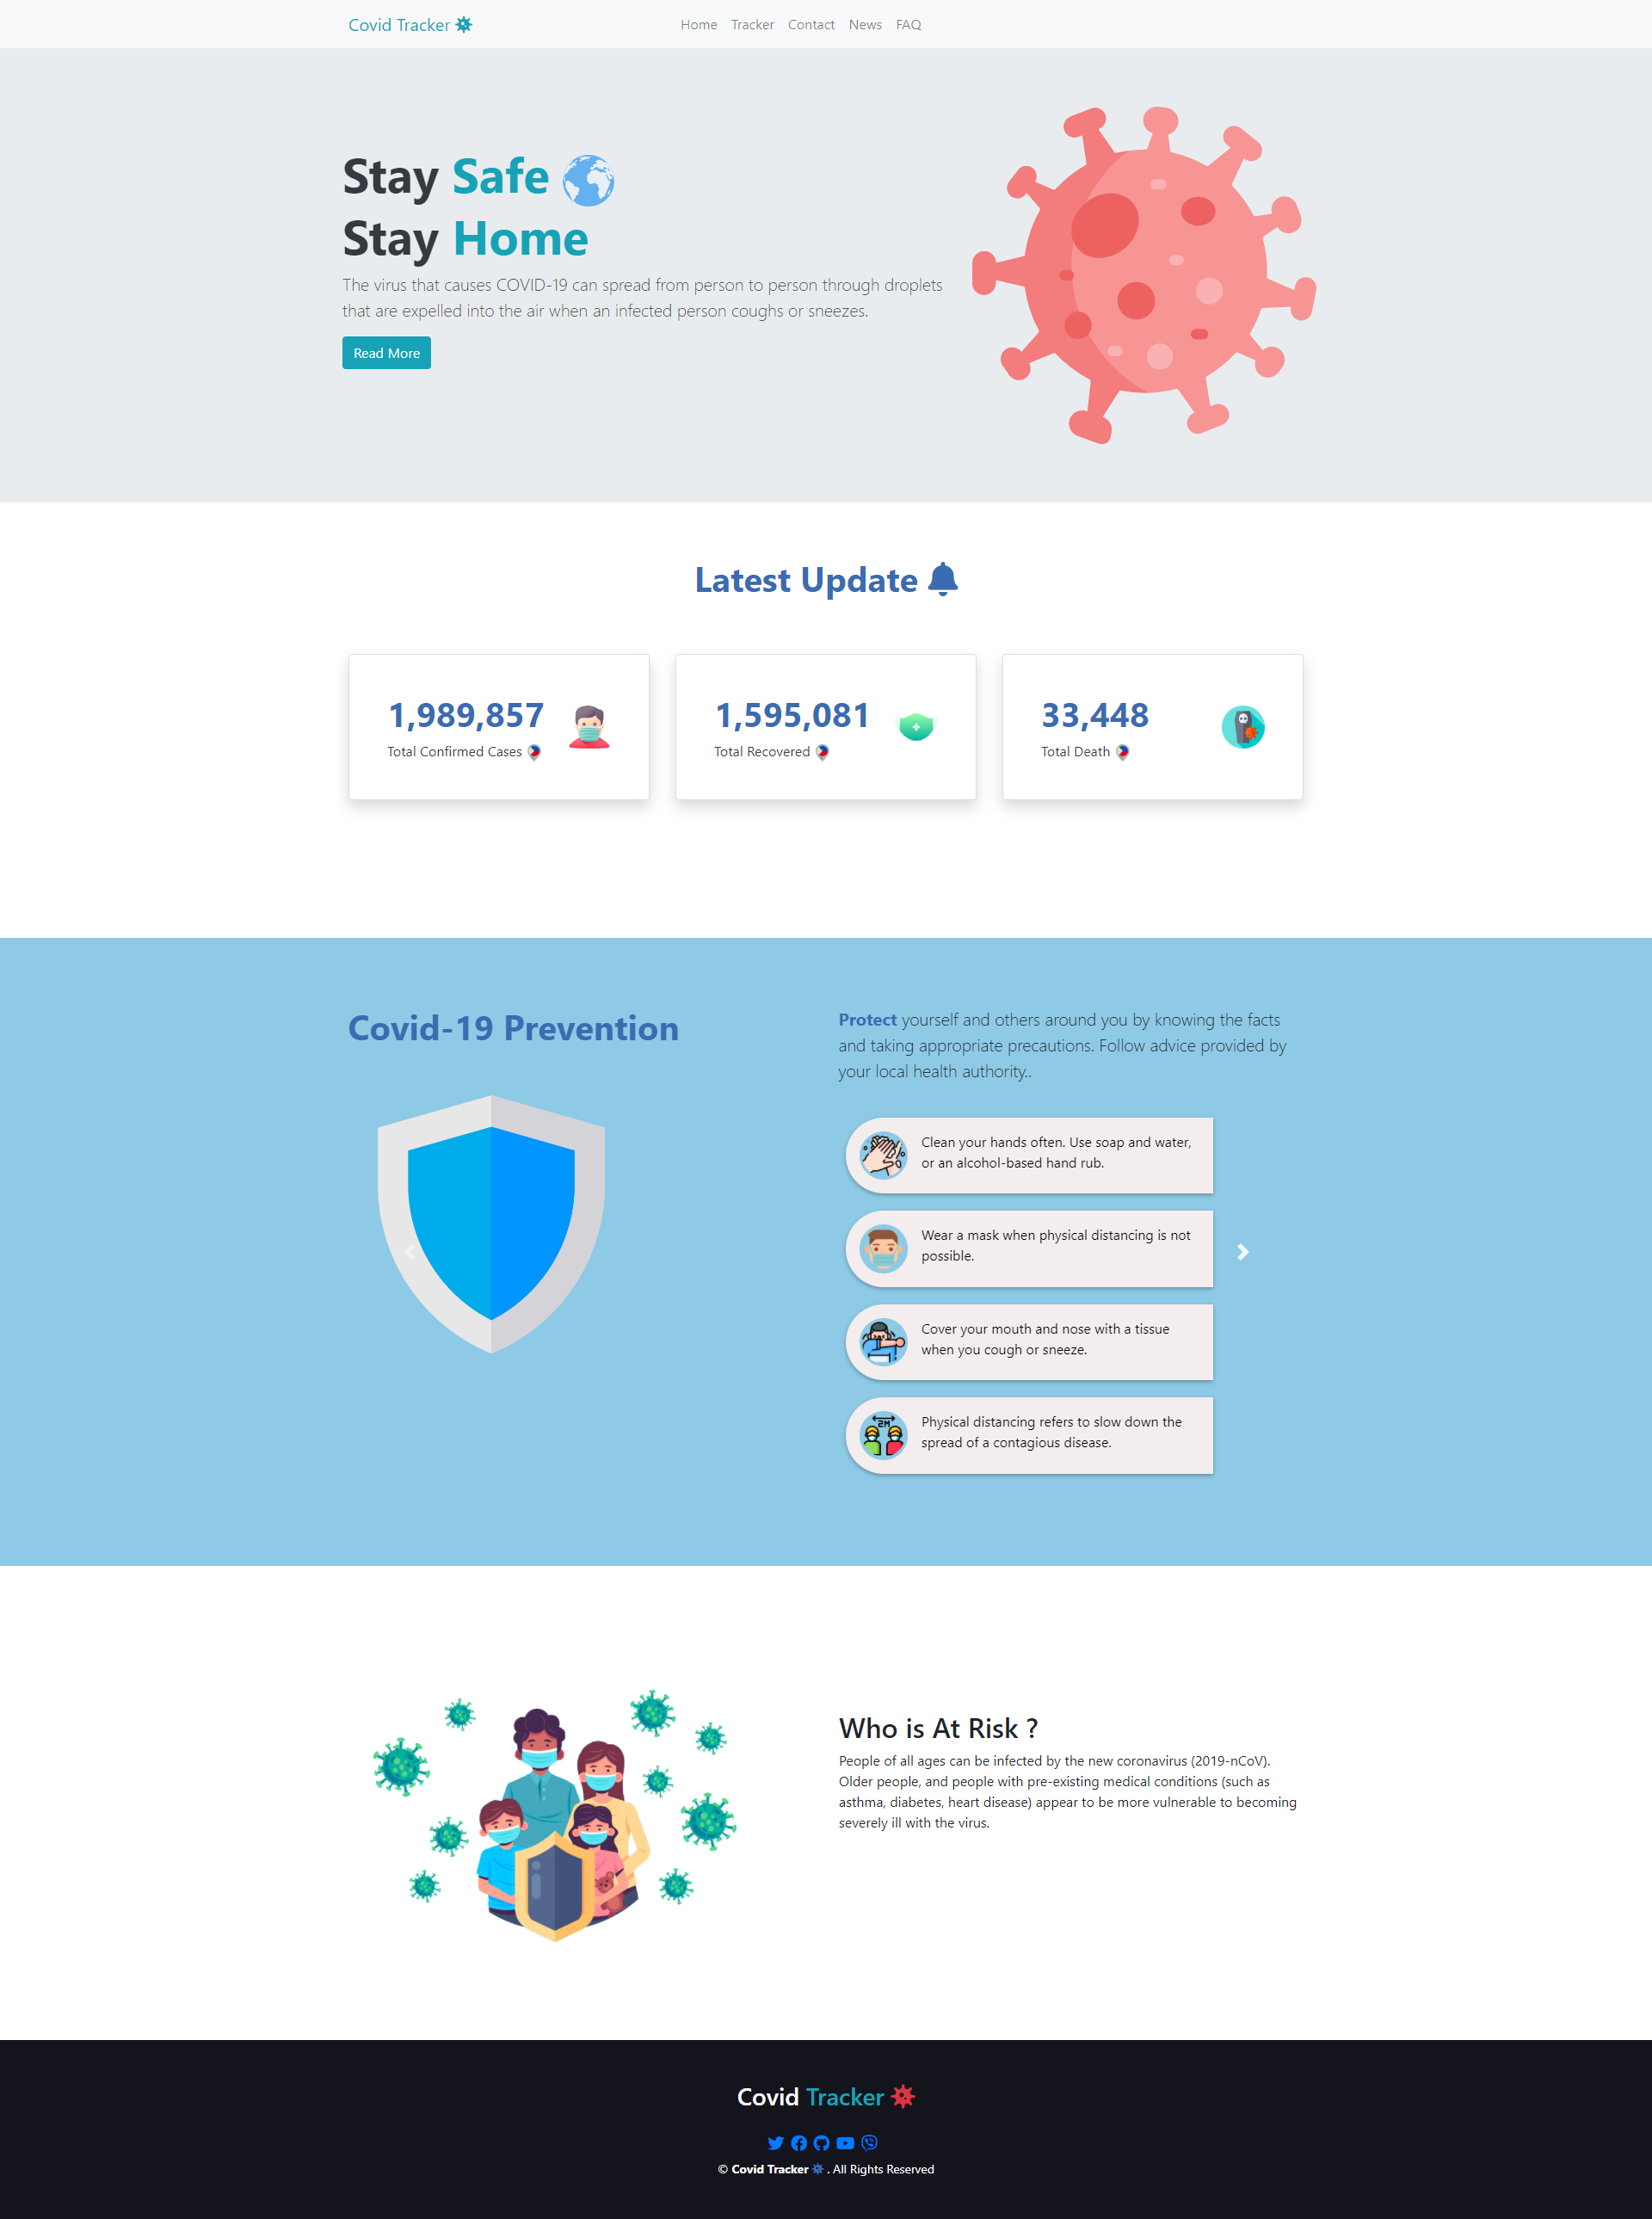 Covid Tracker
Home Tracker Contact News FAQ
Stay Safe
Stay Home
The virus that causes COVID-19 can spread from person to person through droplets
that are expelled into the air when an infected person coughs or sneezes.
Read More
Latest Update
1,989,857
Total Confirmed Cases
1,595,081
Total Recovered
33,448
Total Death
Covid-19 Prevention
Protect yourself and others around you by knowing the facts
and taking appropriate precautions. Follow advice provided by
your local health authority..
Clean your hands often. Use soap and water,
or an alcohol-based hand rub.
Wear a mask when physical distancing is not
possible.
Cover your mouth and nose with a tissue
when you cough or sneeze.
2M
Physical distancing refers to slow down the
spread of a contagious disease.
Who is At Risk ?
People of all ages can be infected by the new coronavirus (2019-nCoV).
Older people, and people with pre-existing medical conditions (such as
asthma, diabetes, heart disease) appear to be more vulnerable to becoming
severely ill with the virus.
Covid Tracker
© Covid Tracker . All Rights Reserved